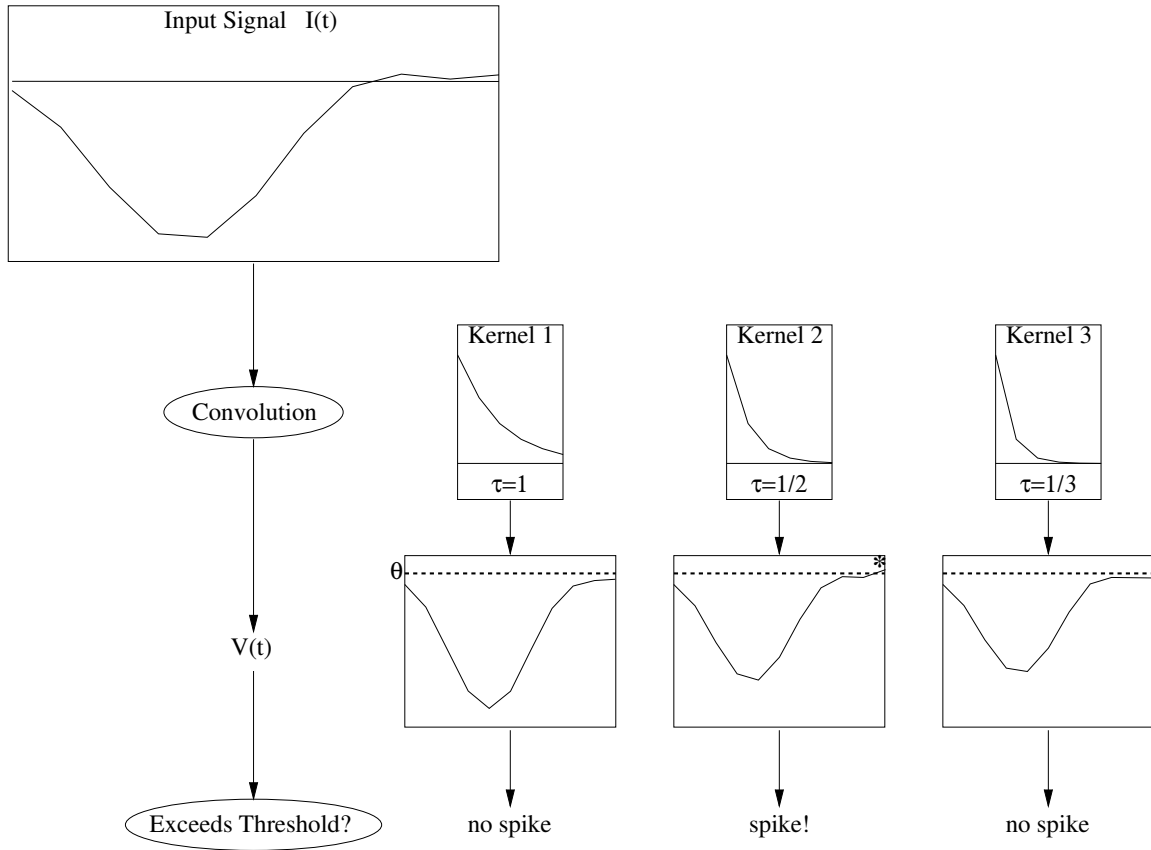 Input Signal I(t)
Kernel 1
Kernel 2
Kernel 3
Convolution
τ=1
τ=1/2
τ=1/3
θ
*
V(t)
Exceeds Threshold?
no spike
spike!
no spike